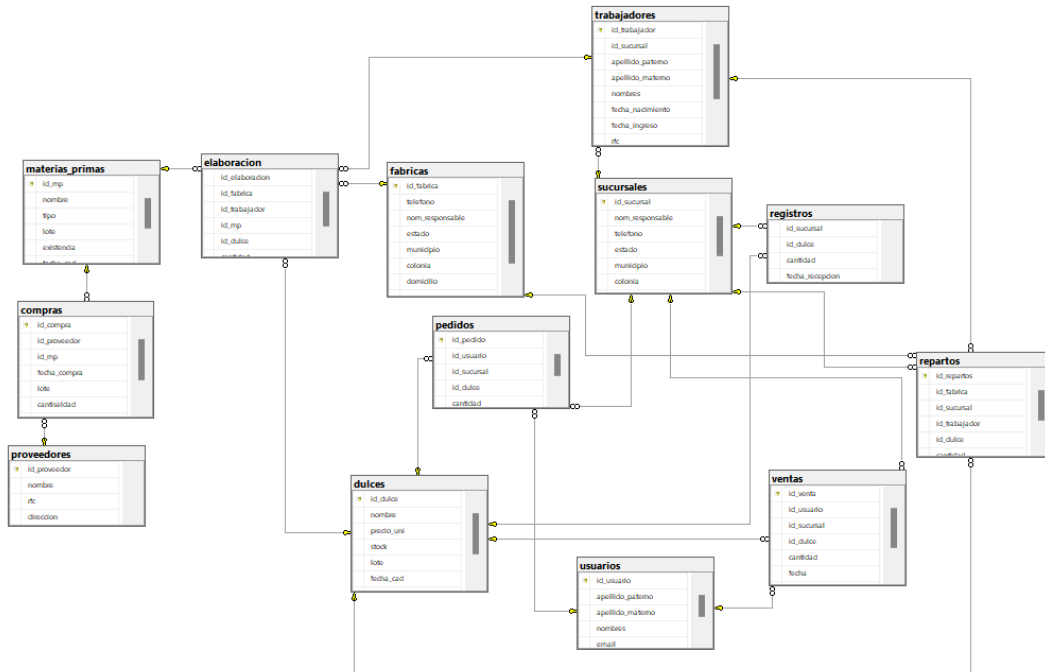 trabajadores
id_trabajador
id_sucursal
apellido_paterno
apellido_materno
nombres
fecha_nacimiento
fecha_ingreso
rfc
materias_primas
id_mp
nombre
tipo
lote
existencia
fecha_cad
elaboracion
id_elaboracion
id_fabrica
id_trabajador
id_mp
id_dulce
cantidad
fabricas
id_fabrica
telefono
nom_responsable
estado
municipio
colonia
domicilio
sucursales
id_sucursal
nom_responsable
telefono
estado
municipio
colonia
registros
id_sucursal
id_dulce
cantidad
fecha_recepcion
compras
id_compra
id_proveedor
id_mp
fecha_compra
lote
cantiseldad
pedidos
id_pedido
id_usuario
id_sucursal
id_dulce
cantidad
repartos
id_repartos
id_fabrica
id_sucursal
id_trabajador
id_dulce
cantidad
proveedores
id_proveedor
nombre
rfc
direccion
dulces
id_dulce
nombre
precio_uni
stock
lote
fecha_cad
ventas
id_venta
id_usuario
id_sucursal
id_dulce
cantidad
fecha
usuarios
id_usuario
apellido_paterno
apellido_materno
nombres
email